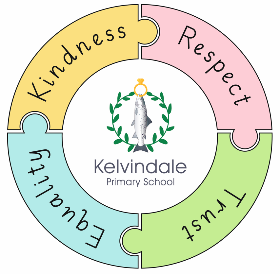 Kindness
Respect
Kelvindale
Primary School
Equality
Trust